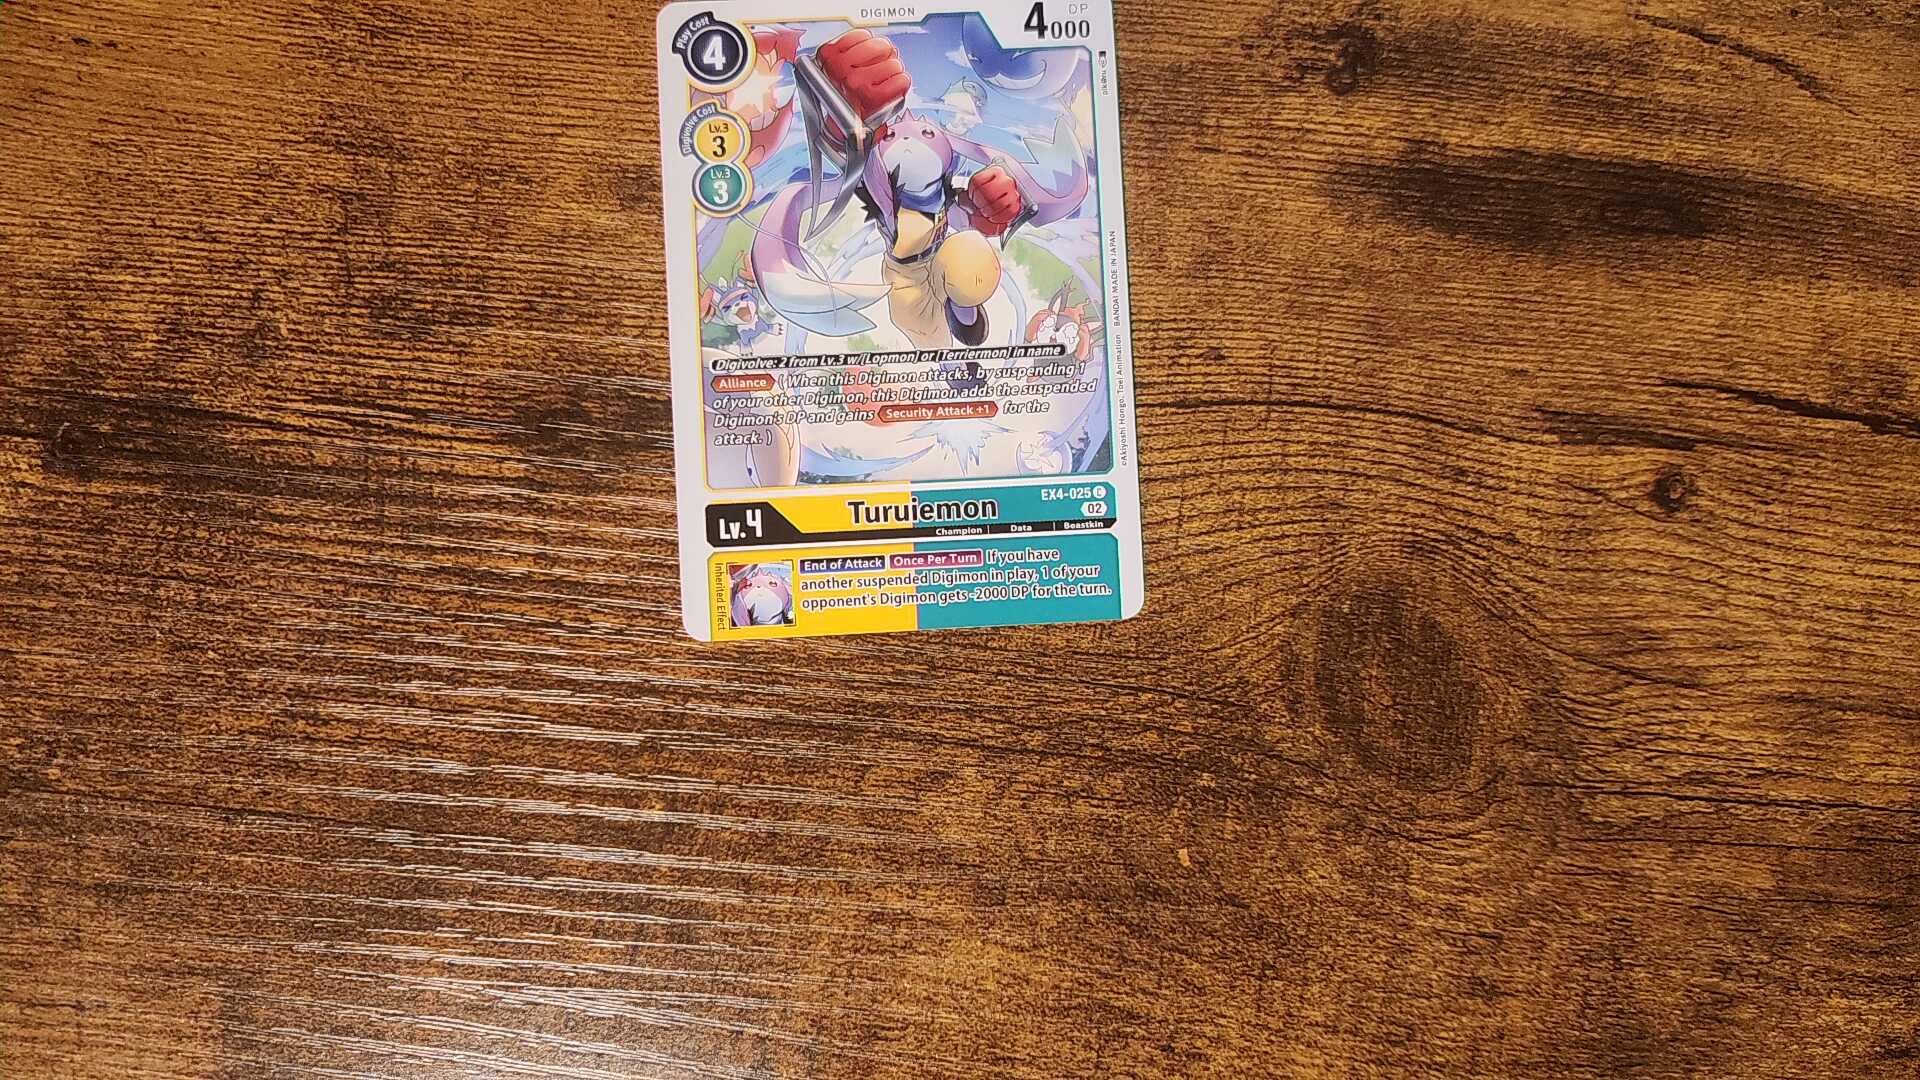 DIGIMON
DP
4000
Play Cost
4
Digivolve Cost
Lv.3
3
Lv.3
3
Digivolve: 2 from Lv.3 w/[Lopmon] or [Terriermon] in name
Alliance (When this Digimon attacks, by suspending 1
of your other Digimon, this Digimon adds the suspended
Digimon's DP and gains Security Attack +1 for the
attack.)
©Akiyoshi Hongo, Toei Animation BANDAI MADE IN JAPAN
EX4-025 C
02
Lv.4
Turuiemon
Champion | Data | Beastkin
Inherited Effect
End of Attack Once Per Turn If you have
another suspended Digimon in play, 1 of your
opponent's Digimon gets -2000 DP for the turn.